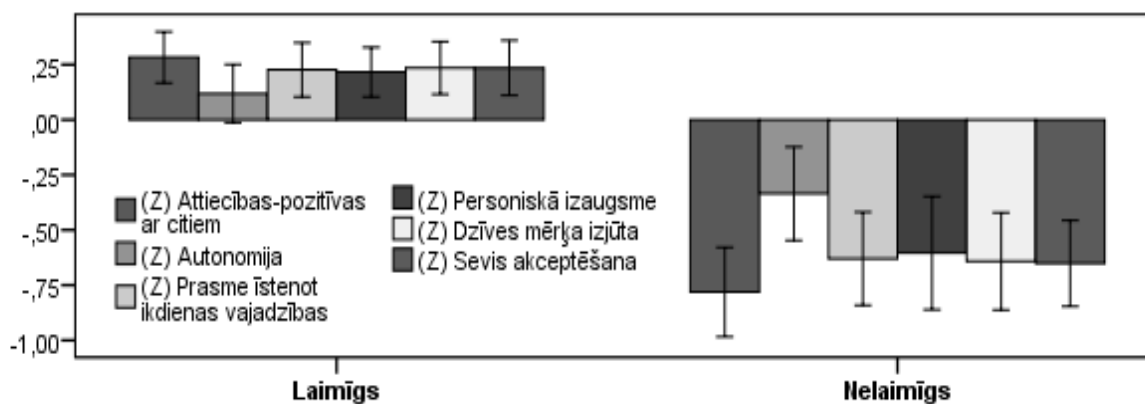 ,25
,00
-,25
-,50
-,75
-1,00
(Z) Attiecības-pozitīvas
ar citiem
(Z) Autonomija
(Z) Prasme īstenot
ikdienas vajadzības
(Z) Personiskā izaugsme
(Z) Dzīves mērķa izjūta
(Z) Sevis akceptēšana
Laimīgs
Nelaimīgs